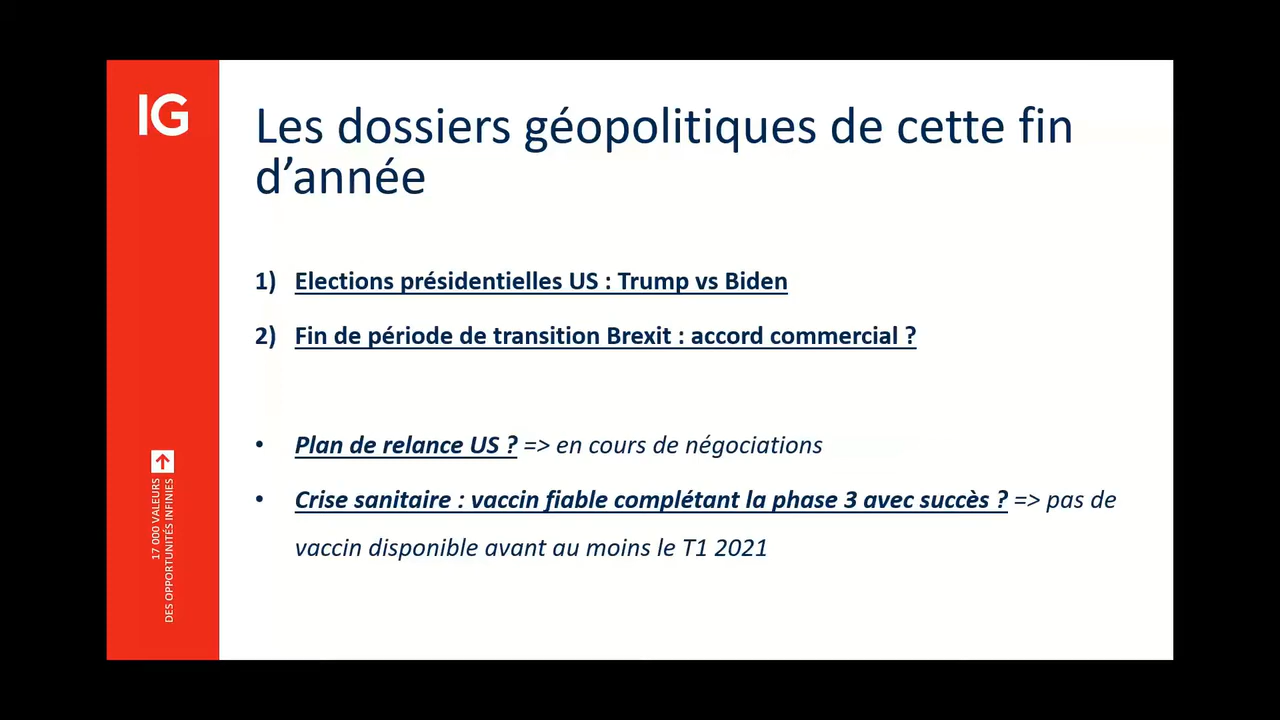 IG
Les dossiers géopolitiques de cette fin
d’année
1) Elections présidentielles US : Trump vs Biden
2) Fin de période de transition Brexit : accord commercial ?
• Plan de relance US ? => en cours de négociations
• Crise sanitaire : vaccin fiable complétant la phase 3 avec succès ? => pas de
vaccin disponible avant au moins le T1 2021
17 000 VALEURS
DES OPPORTUNITÉS INFINIES